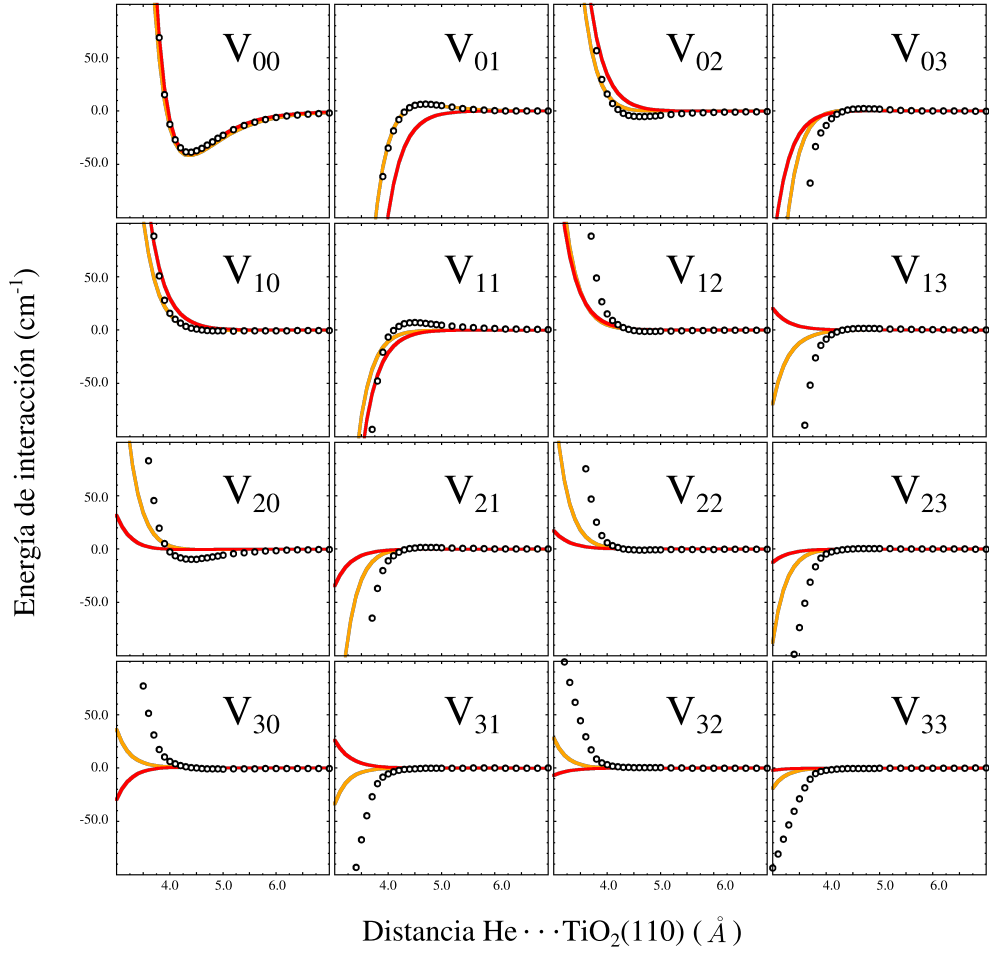 V00 V01 V02 V03
50.0
0.0
-50.0
V10 V11 V12 V13
50.0
0.0
-50.0
V20 V21 V22 V23
50.0
0.0
-50.0
V30 V31 V32 V33
50.0
0.0
-50.0
4.0 5.0 6.0 4.0 5.0 6.0 4.0 5.0 6.0 4.0 5.0 6.0
Energía de interacción (cm-1)
Distancia He···TiO2(110) (Å)